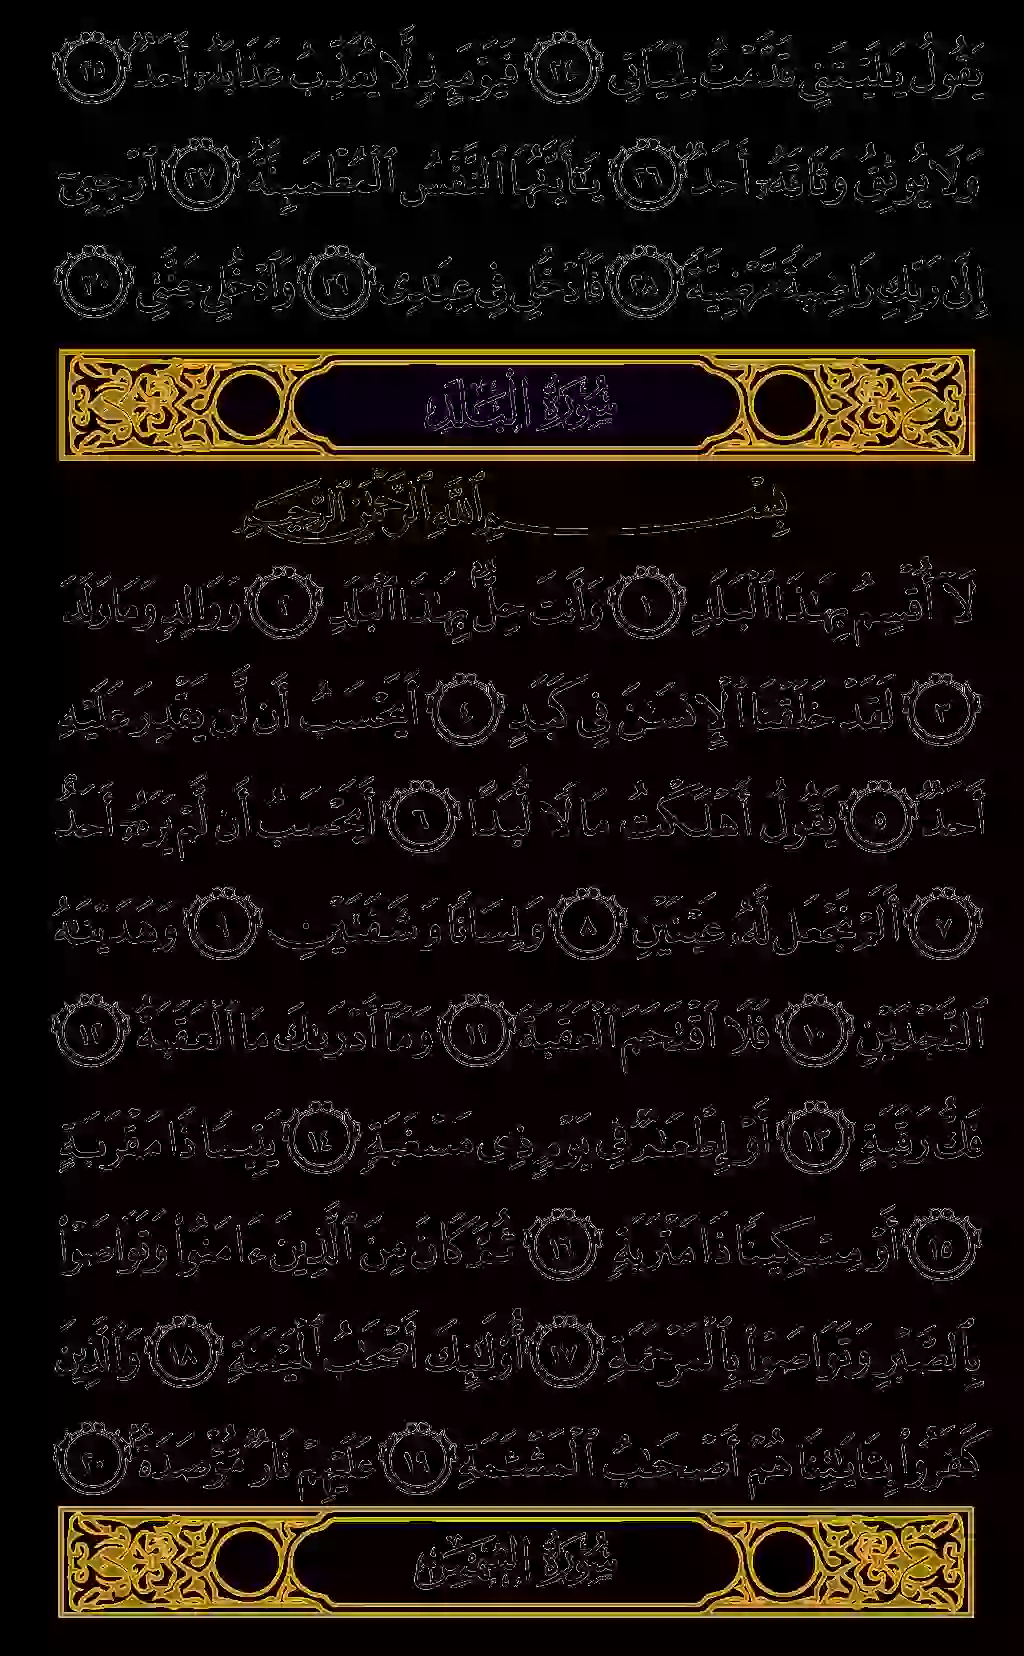 يَقُولُ يَـٰلَيْتَنِى قَدَّمْتُ لِحَيَاتِى ٢٤ فَيَوْمَئِذٍ لَّا يُعَذِّبُ عَذَابَهُۥٓ أَحَدٌ ٢٥
وَلَا يُوثِقُ وَثَاقَهُۥٓ أَحَدٌ ٢٦ يَـٰٓأَيَّتُهَا ٱلنَّفْسُ ٱلْمُطْمَئِنَّةُ ٢٧ ٱرْجِعِىٓ
إِلَىٰ رَبِّكِ رَاضِيَةً مَّرْضِيَّةً ٢٨ فَٱدْخُلِى فِى عِبَـٰدِى ٢٩ وَٱدْخُلِى جَنَّتِى ٣٠
سُورَةُ الْبَلَدِ
بِسْمِ ٱللَّهِ ٱلرَّحْمَـٰنِ ٱلرَّحِيمِ
لَآ أُقْسِمُ بِهَـٰذَا ٱلْبَلَدِ ١ وَأَنتَ حِلٌّۢ بِهَـٰذَا ٱلْبَلَدِ ٢ وَوَالِدٍ وَمَا وَلَدَ
٣ لَقَدْ خَلَقْنَا ٱلْإِنسَـٰنَ فِى كَبَدٍ ٤ أَيَحْسَبُ أَن لَّن يَقْدِرَ عَلَيْهِ
أَحَدٌ ٥ يَقُولُ أَهْلَكْتُ مَالًا لُّبَدًا ٦ أَيَحْسَبُ أَن لَّمْ يَرَهُۥٓ أَحَدٌ
٧ أَلَمْ نَجْعَل لَّهُۥ عَيْنَيْنِ ٨ وَلِسَانًا وَشَفَتَيْنِ ٩ وَهَدَيْنَـٰهُ
ٱلنَّجْدَيْنِ ١٠ فَلَا ٱقْتَحَمَ ٱلْعَقَبَةَ ١١ وَمَآ أَدْرَىٰكَ مَا ٱلْعَقَبَةُ ١٢
فَكُّ رَقَبَةٍ ١٣ أَوْ إِطْعَـٰمٌ فِى يَوْمٍ ذِى مَسْغَبَةٍ ١٤ يَتِيمًا ذَا مَقْرَبَةٍ
١٥ أَوْ مِسْكِينًا ذَا مَتْرَبَةٍ ١٦ ثُمَّ كَانَ مِنَ ٱلَّذِينَ ءَامَنُوا۟ وَتَوَاصَوْا۟
بِٱلصَّبْرِ وَتَوَاصَوْا۟ بِٱلْمَرْحَمَةِ ١٧ أُو۟لَـٰٓئِكَ أَصْحَـٰبُ ٱلْمَيْمَنَةِ ١٨ وَٱلَّذِينَ
كَفَرُوا۟ بِـَٔايَـٰتِنَا هُمْ أَصْحَـٰبُ ٱلْمَشْـَٔمَةِ ١٩ عَلَيْهِمْ نَارٌ مُّؤْصَدَةٌۢ ٢٠
سُورَةُ الشَّمْسِ